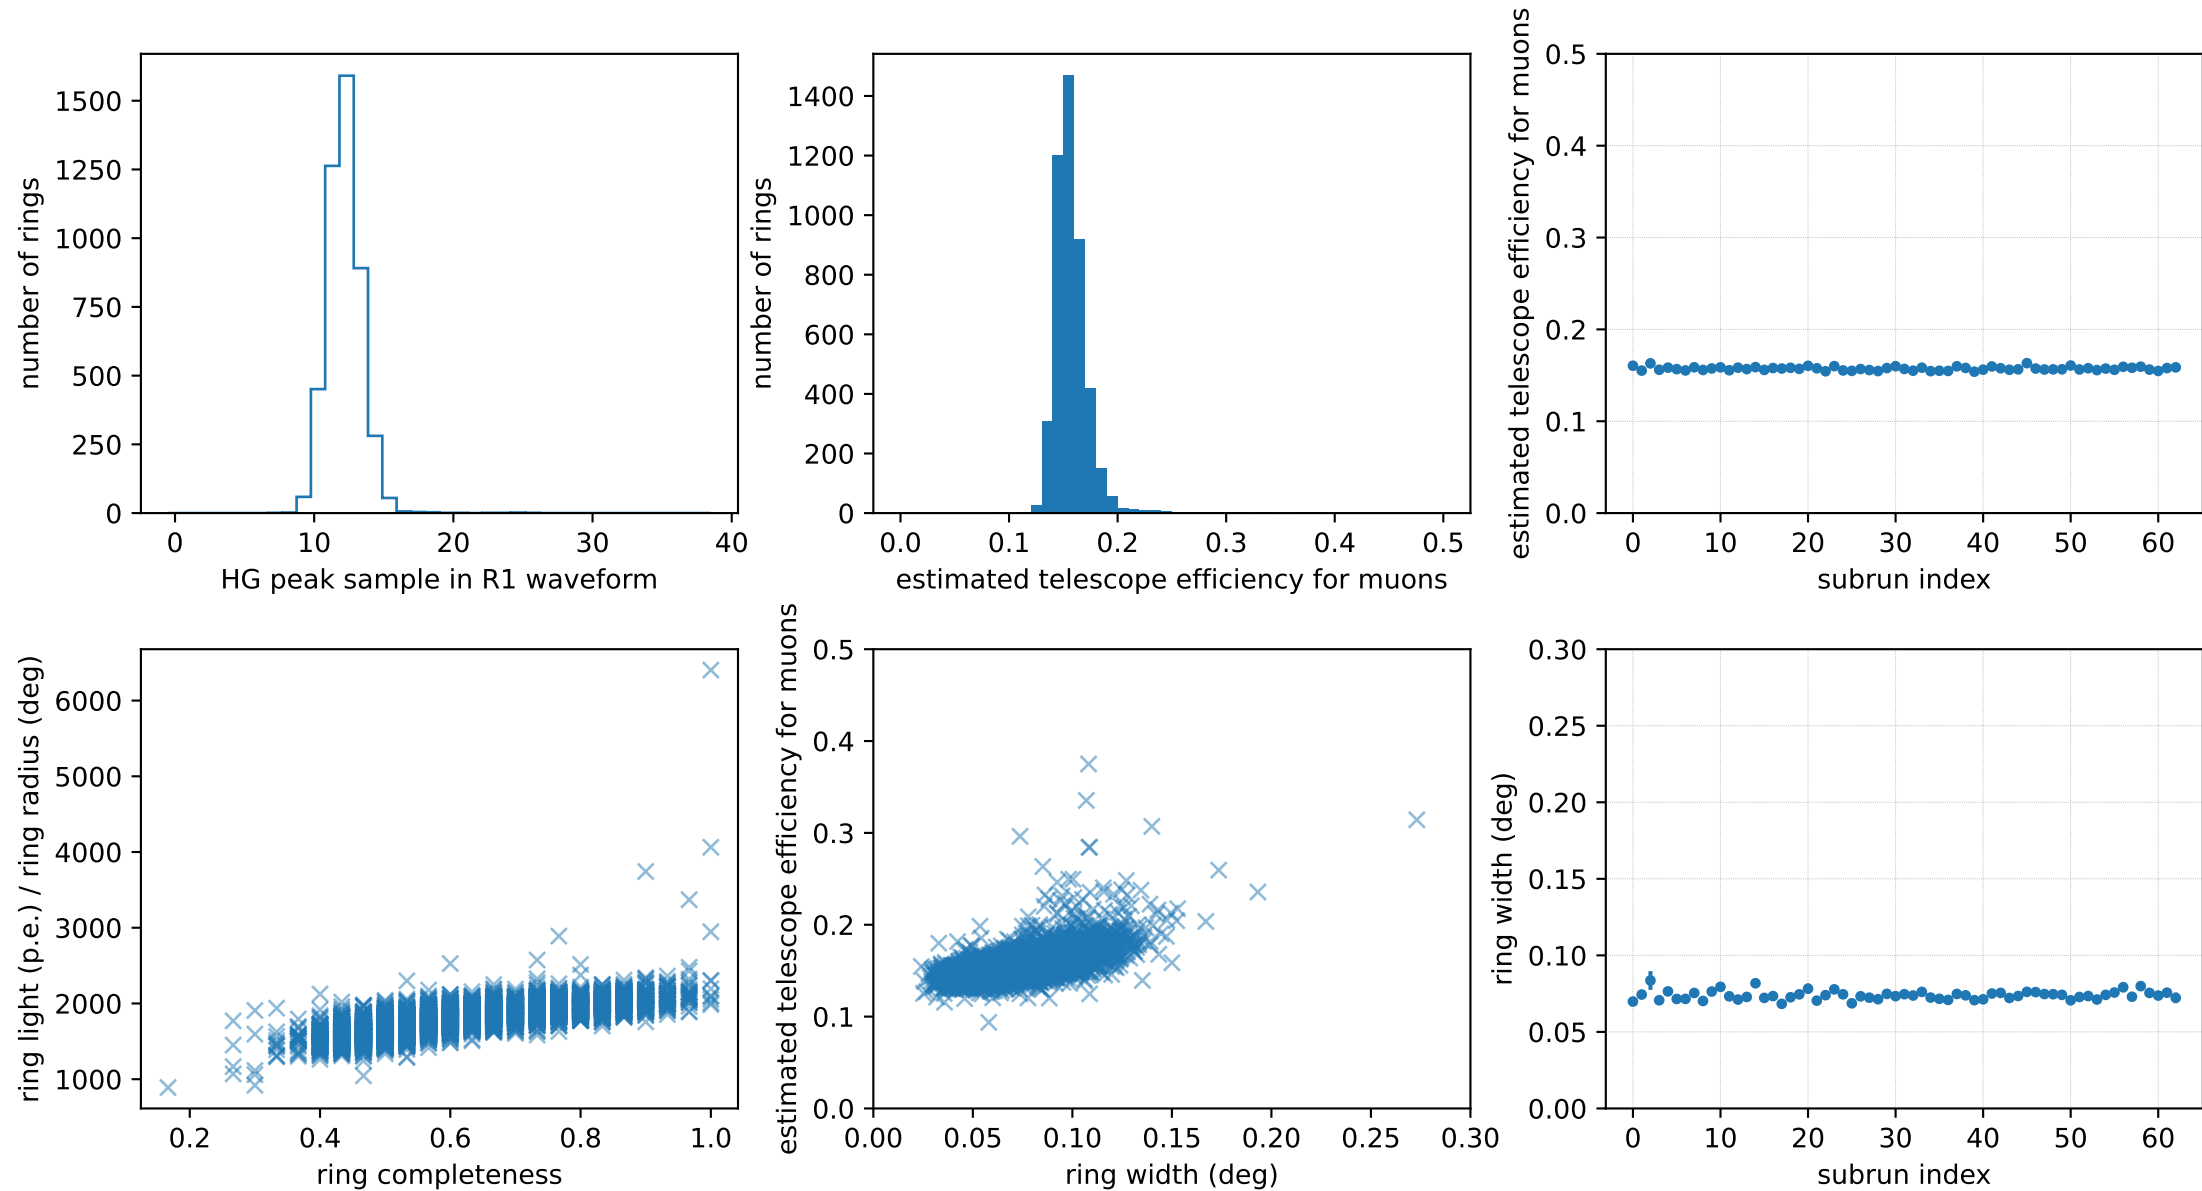 number of rings
1500
1250
1000
750
500
250
0
0 10 20 30 40
HG peak sample in R1 waveform
number of rings
1400
1200
1000
800
600
400
200
0
0.0 0.1 0.2 0.3 0.4 0.5
estimated telescope efficiency for muons
estimated telescope efficiency for muons
0.5
0.4
0.3
0.2
0.1
0.0
0 10 20 30 40 50 60
subrun index
ring light (p.e.) / ring radius (deg)
6000
5000
4000
3000
2000
1000
0.2 0.4 0.6 0.8 1.0
ring completeness
estimated telescope efficiency for muons
0.5
0.4
0.3
0.2
0.1
0.0
0.00 0.05 0.10 0.15 0.20 0.25 0.30
ring width (deg)
ring width (deg)
0.30
0.25
0.20
0.15
0.10
0.05
0.00
0 10 20 30 40 50 60
subrun index